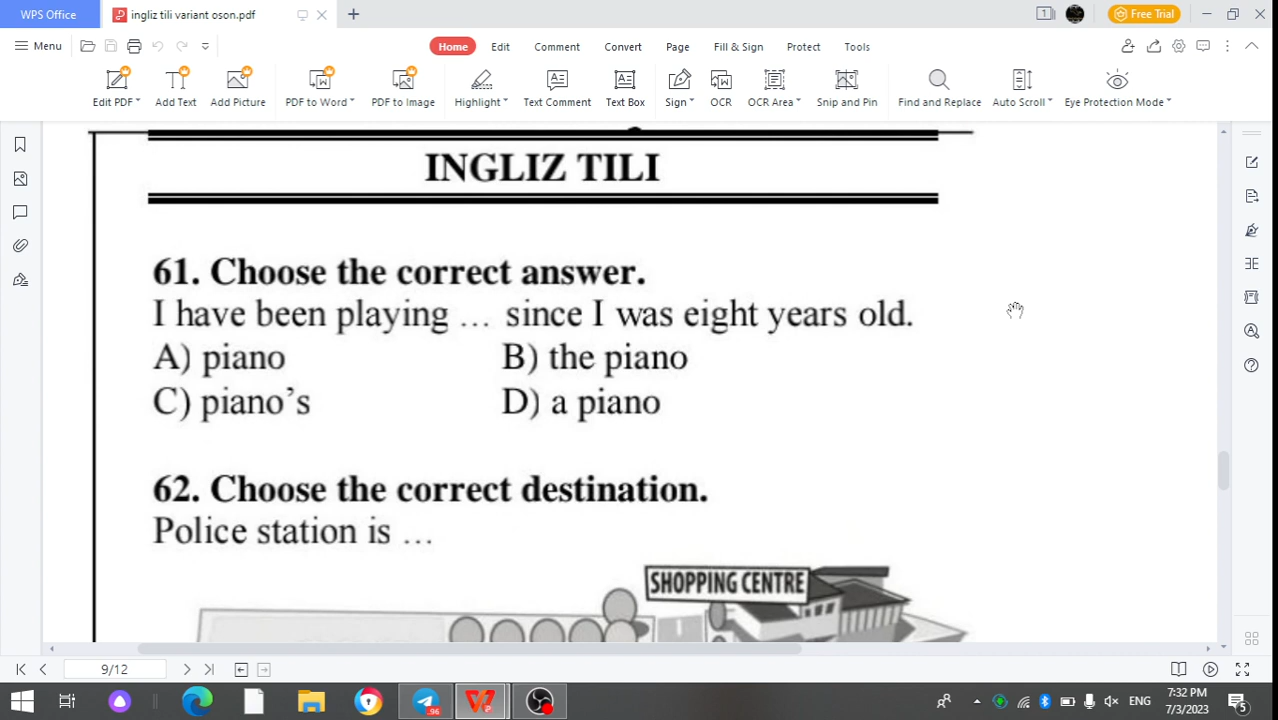 WPS Office
ingliz tili variant oson.pdf
1
Free Trial
Menu
Home
Edit
Comment
Convert
Page
Fill & Sign
Protect
Tools
Edit PDF
Add Text
Add Picture
PDF to Word
PDF to Image
Highlight
Text Comment
Text Box
Sign
OCR
OCR Area
Snip and Pin
Find and Replace
Auto Scroll
Eye Protection Mode
INGLIZ TILI
61. Choose the correct answer.
I have been playing … since I was eight years old.
A) piano B) the piano
C) piano’s D) a piano
62. Choose the correct destination.
Police station is …
SHOPPING CENTRE
9/12
96
ENG
7:32 PM
7/3/2023
5